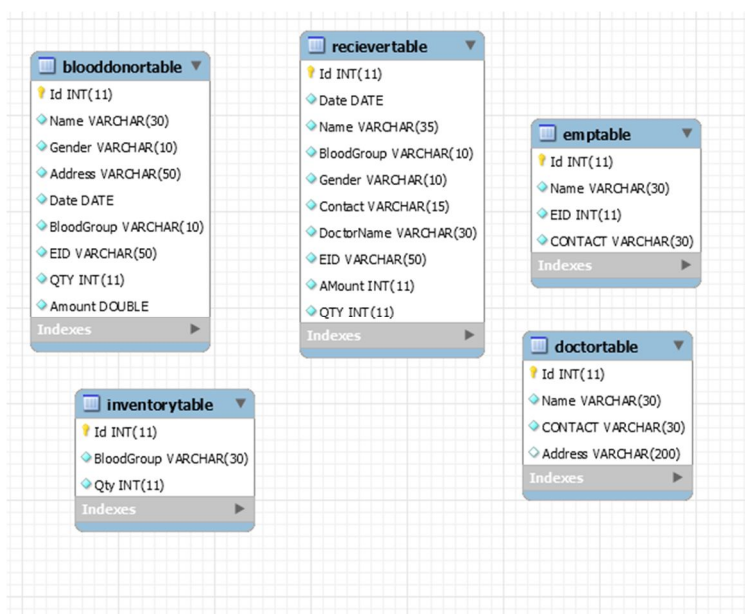 blooddonortable
Id INT(11)
Name VARCHAR(30)
Gender VARCHAR(10)
Address VARCHAR(50)
Date DATE
BloodGroup VARCHAR(10)
EID VARCHAR(50)
QTY INT(11)
Amount DOUBLE
Indexes
recievertable
Id INT(11)
Date DATE
Name VARCHAR(35)
BloodGroup VARCHAR(10)
Gender VARCHAR(10)
Contact VARCHAR(15)
DoctorName VARCHAR(30)
EID VARCHAR(50)
AMount INT(11)
QTY INT(11)
Indexes
emptable
Id INT(11)
Name VARCHAR(30)
EID INT(11)
CONTACT VARCHAR(30)
Indexes
inventorytable
Id INT(11)
BloodGroup VARCHAR(30)
Qty INT(11)
Indexes
doctortable
Id INT(11)
Name VARCHAR(30)
CONTACT VARCHAR(30)
Address VARCHAR(200)
Indexes